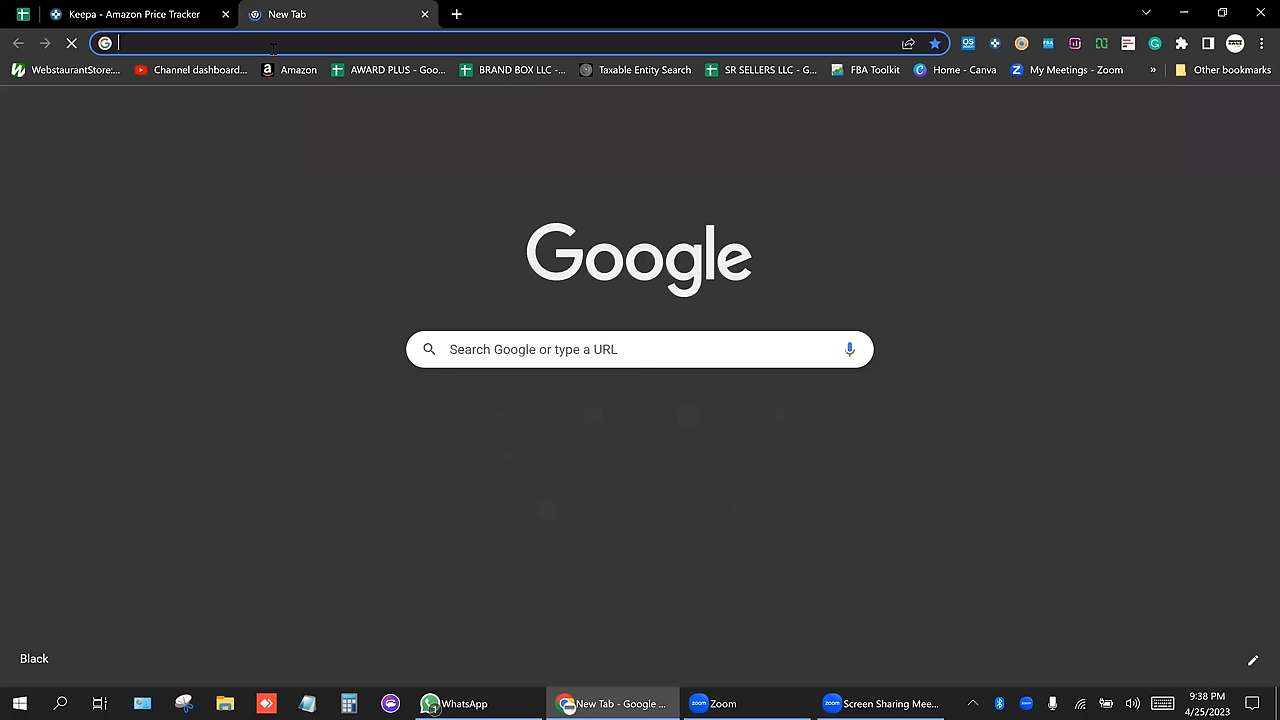 Keepa - Amazon Price Tracker
New Tab
WebstaurantStore:...
Channel dashboard...
Amazon
AWARD PLUS - Goo...
BRAND BOX LLC -...
Taxable Entity Search
SR SELLERS LLC - G...
FBA Toolkit
Home - Canva
My Meetings - Zoom
»
Other bookmarks
Google
Search Google or type a URL
Black
WhatsApp
New Tab - Google ...
zoom
Zoom
zoom
Screen Sharing Mee...
9:38 PM
4/25/2023